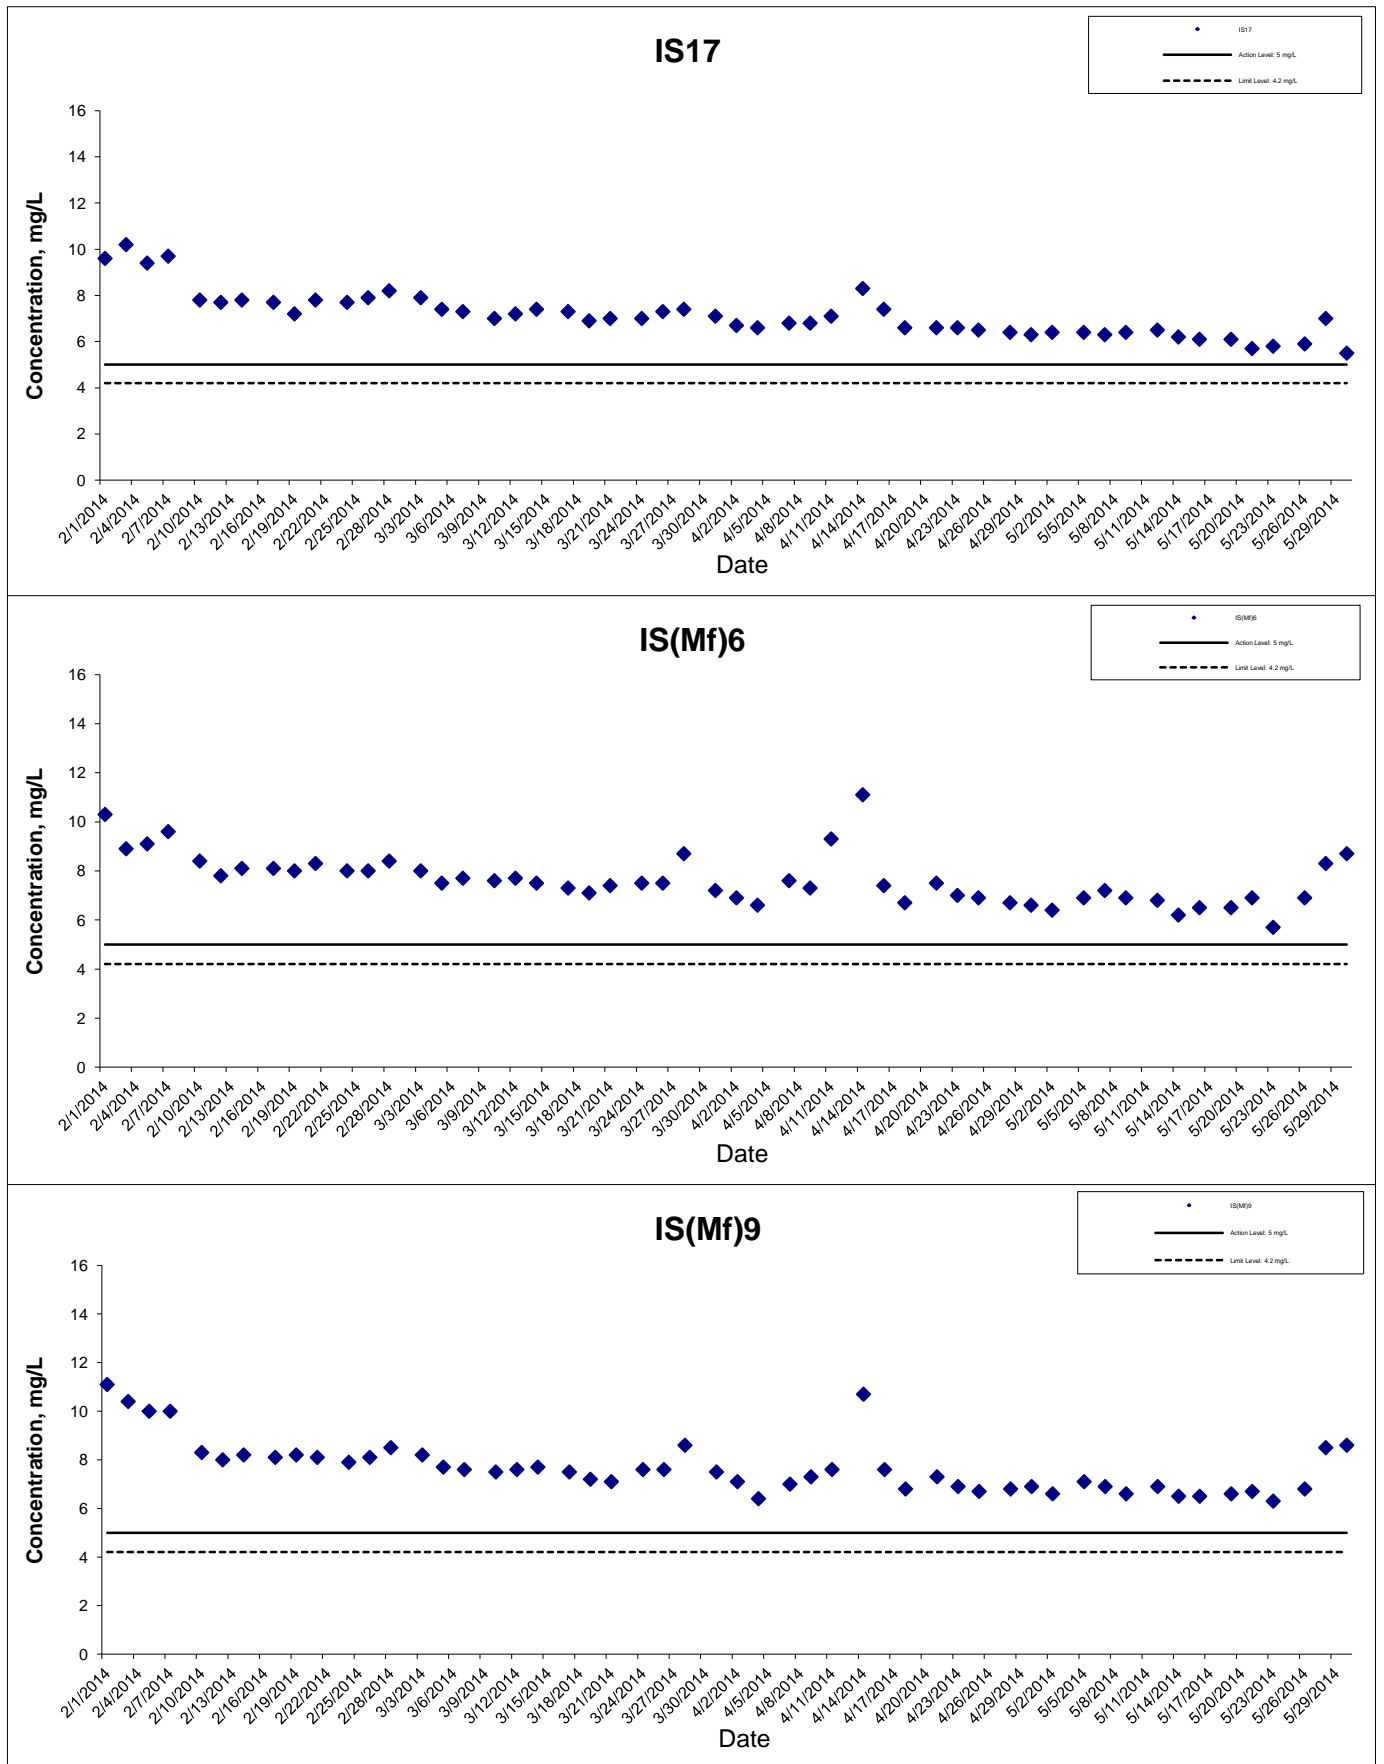 IS17
IS17
Action Level: 5 mg/L
Limit Level: 4.2 mg/L
Concentration, mg/L
16
14
12
10
8
6
4
2
0
2/1/2014 2/4/2014 2/7/2014 2/10/2014 2/13/2014 2/16/2014 2/19/2014 2/22/2014 2/25/2014 2/28/2014 3/3/2014 3/6/2014 3/9/2014 3/12/2014 3/15/2014 3/18/2014 3/21/2014 3/24/2014 3/27/2014 3/30/2014 4/2/2014 4/5/2014 4/8/2014 4/11/2014 4/14/2014 4/17/2014 4/20/2014 4/23/2014 4/26/2014 4/29/2014 5/2/2014 5/5/2014 5/8/2014 5/11/2014 5/14/2014 5/17/2014 5/20/2014 5/23/2014 5/26/2014 5/29/2014
Date
IS(Mf)6
IS(Mf)6
Action Level: 5 mg/L
Limit Level: 4.2 mg/L
Concentration, mg/L
16
14
12
10
8
6
4
2
0
2/1/2014 2/4/2014 2/7/2014 2/10/2014 2/13/2014 2/16/2014 2/19/2014 2/22/2014 2/25/2014 2/28/2014 3/3/2014 3/6/2014 3/9/2014 3/12/2014 3/15/2014 3/18/2014 3/21/2014 3/24/2014 3/27/2014 3/30/2014 4/2/2014 4/5/2014 4/8/2014 4/11/2014 4/14/2014 4/17/2014 4/20/2014 4/23/2014 4/26/2014 4/29/2014 5/2/2014 5/5/2014 5/8/2014 5/11/2014 5/14/2014 5/17/2014 5/20/2014 5/23/2014 5/26/2014 5/29/2014
Date
IS(Mf)9
IS(Mf)9
Action Level: 5 mg/L
Limit Level: 4.2 mg/L
Concentration, mg/L
16
14
12
10
8
6
4
2
0
2/1/2014 2/4/2014 2/7/2014 2/10/2014 2/13/2014 2/16/2014 2/19/2014 2/22/2014 2/25/2014 2/28/2014 3/3/2014 3/6/2014 3/9/2014 3/12/2014 3/15/2014 3/18/2014 3/21/2014 3/24/2014 3/27/2014 3/30/2014 4/2/2014 4/5/2014 4/8/2014 4/11/2014 4/14/2014 4/17/2014 4/20/2014 4/23/2014 4/26/2014 4/29/2014 5/2/2014 5/5/2014 5/8/2014 5/11/2014 5/14/2014 5/17/2014 5/20/2014 5/23/2014 5/26/2014 5/29/2014
Date